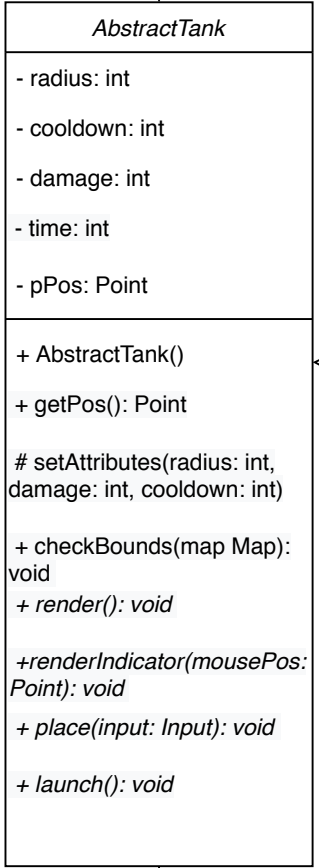 AbstractTank
- radius: int
- cooldown: int
- damage: int
- time: int
- pPos: Point
+ AbstractTank()
+ getPos(): Point
# setAttributes(radius: int,
damage: int, cooldown: int)
+ checkBounds(map Map):
void
+ render(): void
+renderIndicator(mousePos:
Point): void
+ place(input: Input): void
+ launch(): void